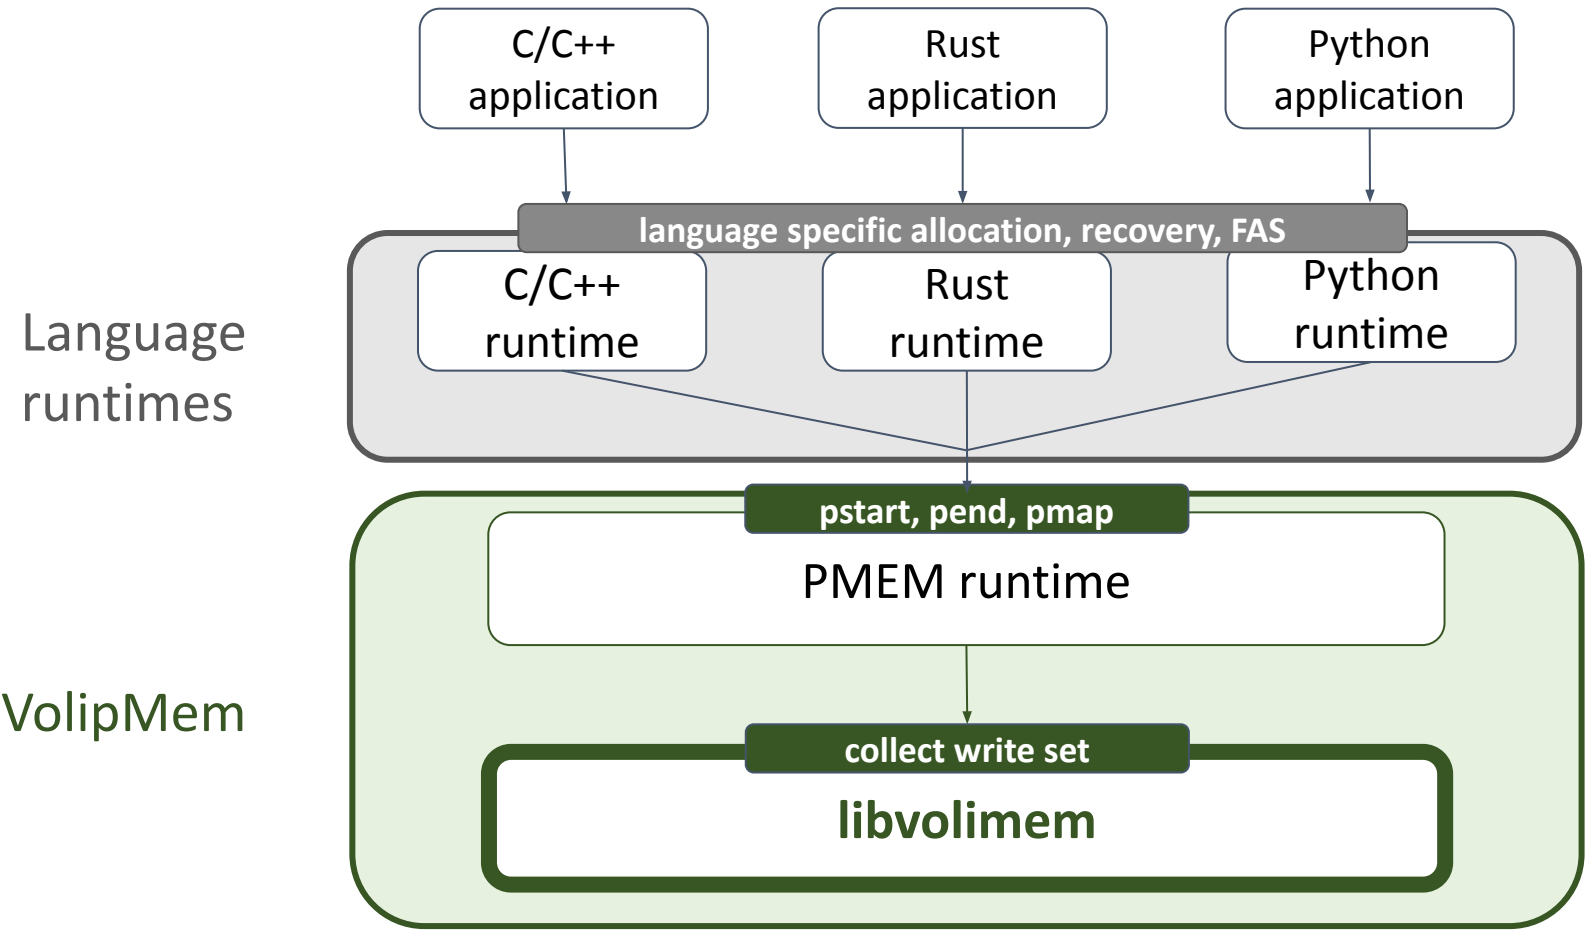 C/C++
application
Rust
application
Python
application
language specific allocation, recovery, FAS
C/C++
runtime
Rust
runtime
Python
runtime
Language
runtimes
pstart, pend, pmap
PMEM runtime
VolipMem
collect write set
libvolimem